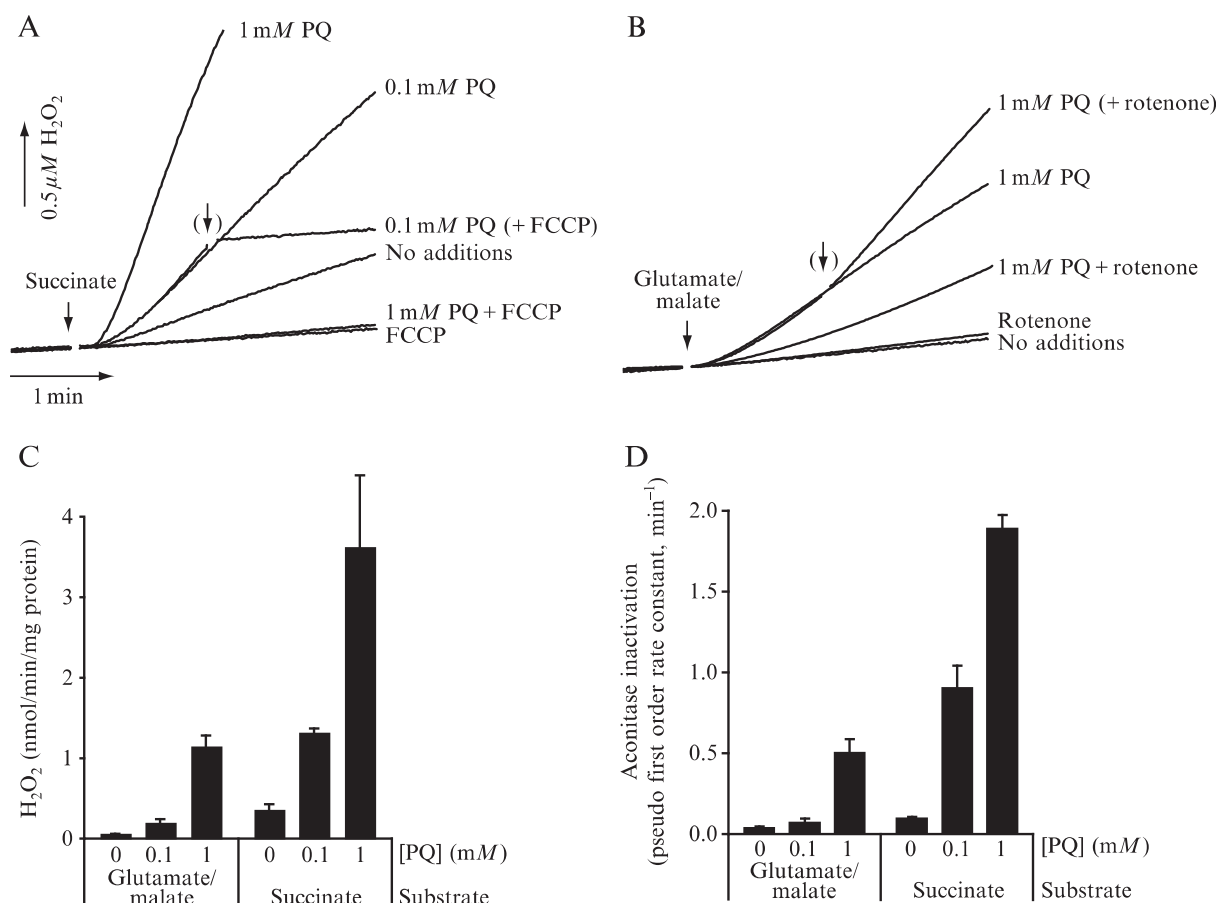 A
1 mM PQ
0.1 mM PQ
0.5 μM H₂O₂
(↓)
0.1 mM PQ (+ FCCP)
No additions
Succinate
1 mM PQ + FCCP
FCCP
1 min
B
1 mM PQ (+ rotenone)
1 mM PQ
(↓)
Glutamate/
malate
1 mM PQ + rotenone
Rotenone
No additions
C
H₂O₂ (nmol/min/mg protein)
4
3
2
1
0
0 0.1 1 [PQ] (mM)
Glutamate/
malate Succinate Substrate
D
Aconitase inactivation
(pseudo first order rate constant, min⁻¹)
2.0
1.5
1.0
0.5
0.0
0 0.1 1 0 0.1 1 [PQ] (mM)
Glutamate/
malate Succinate Substrate